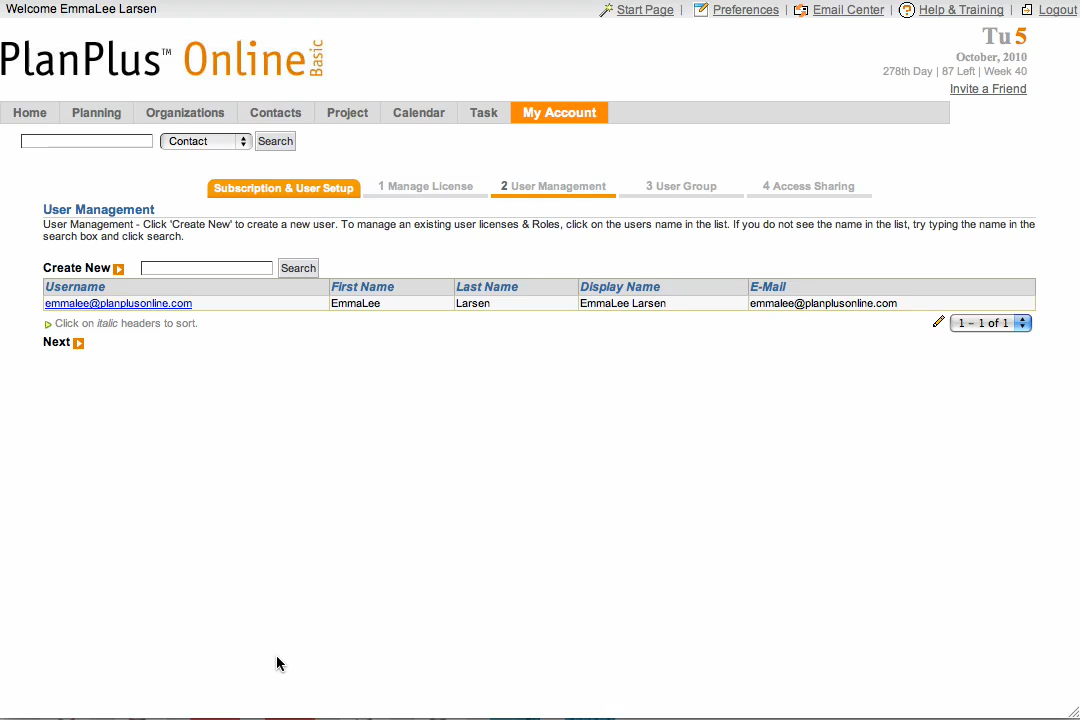 Welcome EmmaLee Larsen
Start Page | Preferences | Email Center | Help & Training | Logout
PlanPlus™ Online Basic
Tu 5
October, 2010
278th Day | 87 Left | Week 40
Invite a Friend
Home Planning Organizations Contacts Project Calendar Task My Account
Contact Search
Subscription & User Setup 1 Manage License 2 User Management 3 User Group 4 Access Sharing
User Management
User Management - Click 'Create New' to create a new user. To manage an existing user licenses & Roles, click on the users name in the list. If you do not see the name in the list, try typing the name in the
search box and click search.
Create New Search
Username First Name Last Name Display Name E-Mail
emmalee@planplusonline.com EmmaLee Larsen EmmaLee Larsen emmalee@planplusonline.com
Click on italic headers to sort. 1 – 1 of 1
Next